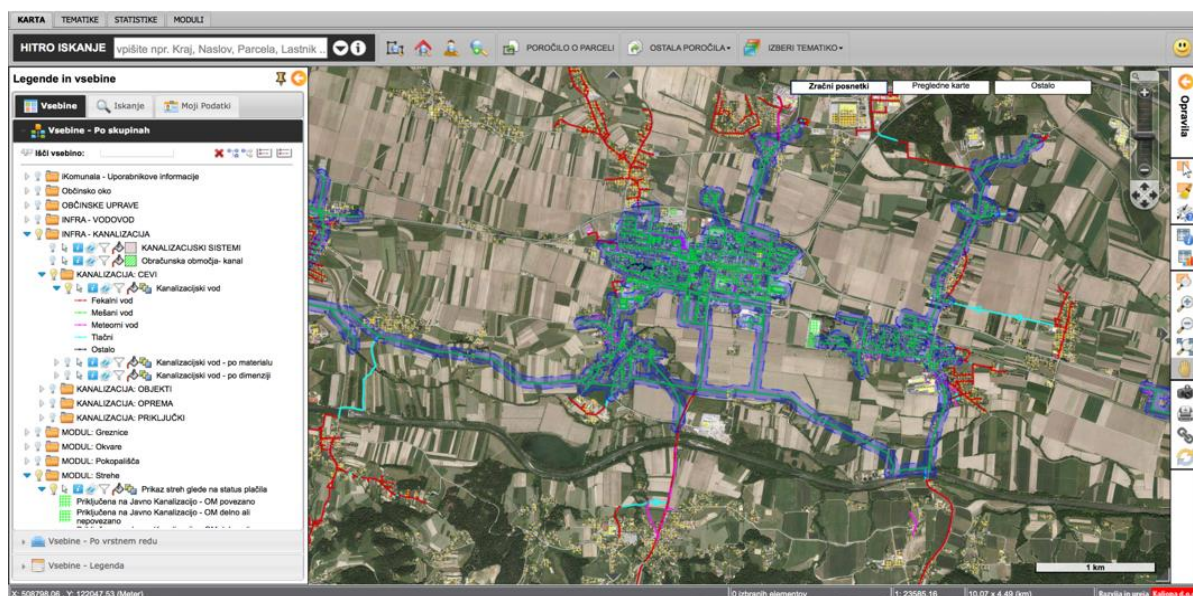 KARTA TEMATIKE STATISTIKE MODULI
HITRO ISKANJE vpišite npr. Kraj, Naslov, Parcela, Lastnik .. POROČILO O PARCELI OSTALA POROČILA IZBERI TEMATIKO
Legende in vsebine
Vsebine Iskanje Moji Podatki
Vsebine - Po skupinah
Išči vsebino:
iKomunala - Uporabnikove informacije
Občinsko oko
OBČINSKE UPRAVE
INFRA - VODOVOD
INFRA - KANALIZACIJA
KANALIZACIJSKI SISTEMI
Obračunska območja- kanal
KANALIZACIJA: CEVI
Kanalizacijski vod
Fekalni vod
Mešani vod
Meteorni vod
Tlačni
Ostalo
Kanalizacijski vod - po materialu
Kanalizacijski vod - po dimenziji
KANALIZACIJA: OBJEKTI
KANALIZACIJA: OPREMA
KANALIZACIJA: PRIKLJUČKI
MODUL: Greznice
MODUL: Okvare
MODUL: Pokopališča
MODUL: Strehe
Prikaz streh glede na status plačila
Priključena na Javno Kanalizacijo - OM povezano
Priključena na Javno Kanalizacijo - OM delno ali
nepovezano
Vsebine - Po vrstnem redu
Vsebine - Legenda
Zračni posnetki Pregledne karte Ostalo
Opravila
1 km
X: 508798.06 , Y: 122047.53 (Meter) 0 izbranih elementov 1: 23585.16 10.07 x 4.49 (km) Razvija in ureja Kaliopa d.o.